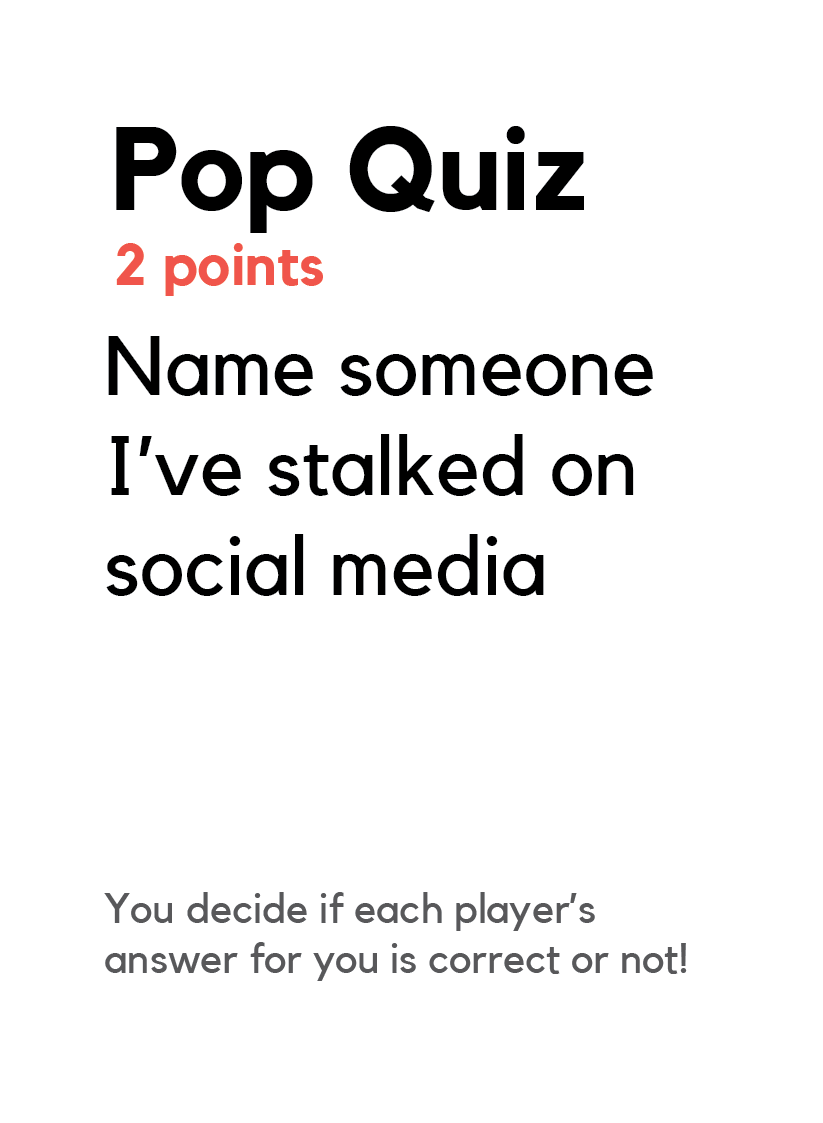 Pop Quiz
2 points
Name someone
I've stalked on
social media
You decide if each player's
answer for you is correct or not!